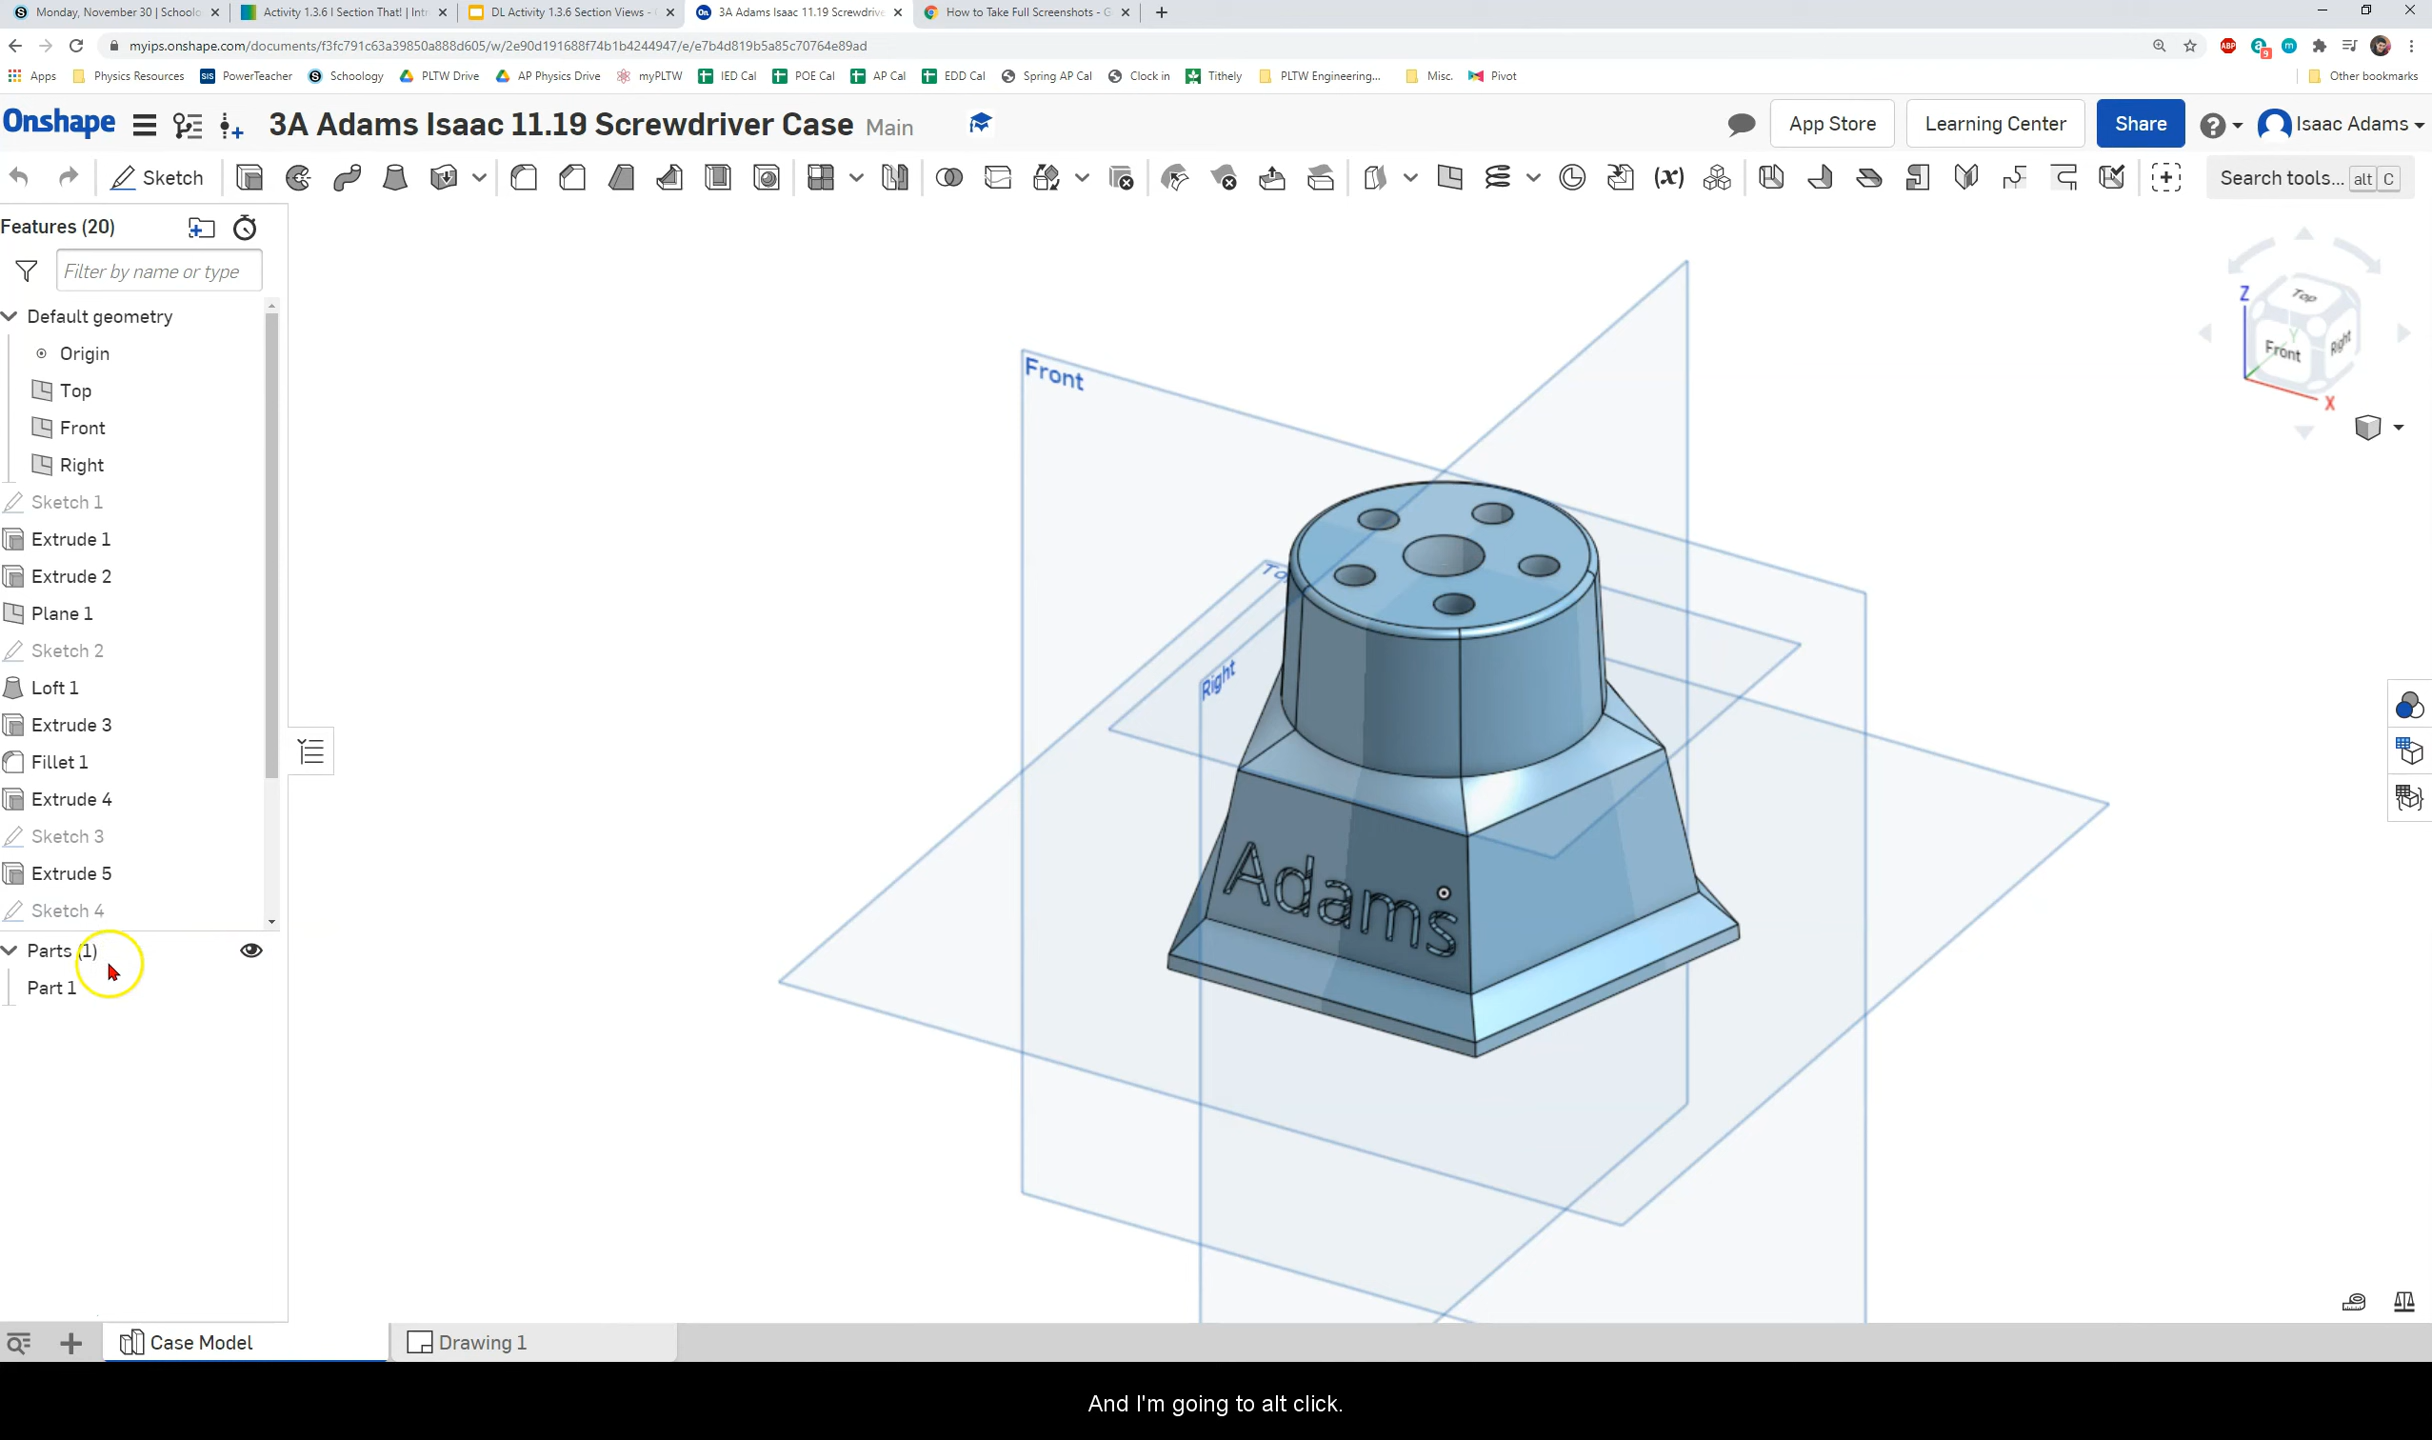 Monday, November 30 | Schoolo
Activity 1.3.6 I Section That! | Intr
DL Activity 1.3.6 Section Views -
3A Adams Isaac 11.19 Screwdrive
How to Take Full Screenshots - G
myips.onshape.com/documents/f3fc791c63a39850a888d605/w/2e90d191688f74b1b4244947/e/e7b4d819b5a85c70764e89ad
Apps
Physics Resources
PowerTeacher
Schoology
PLTW Drive
AP Physics Drive
myPLTW
IED Cal
POE Cal
AP Cal
EDD Cal
Spring AP Cal
Clock in
Tithely
PLTW Engineering...
Misc.
Pivot
Other bookmarks
Onshape
3A Adams Isaac 11.19 Screwdriver Case Main
App Store
Learning Center
Share
Isaac Adams
Sketch
(x)
Search tools... alt C
Features (20)
Filter by name or type
Default geometry
Origin
Top
Front
Right
Sketch 1
Extrude 1
Extrude 2
Plane 1
Sketch 2
Loft 1
Extrude 3
Fillet 1
Extrude 4
Sketch 3
Extrude 5
Sketch 4
Parts (1)
Part 1
Front
Right
Adams
Z
Top
Front
Right
Y
X
Case Model
Drawing 1
And I'm going to alt click.